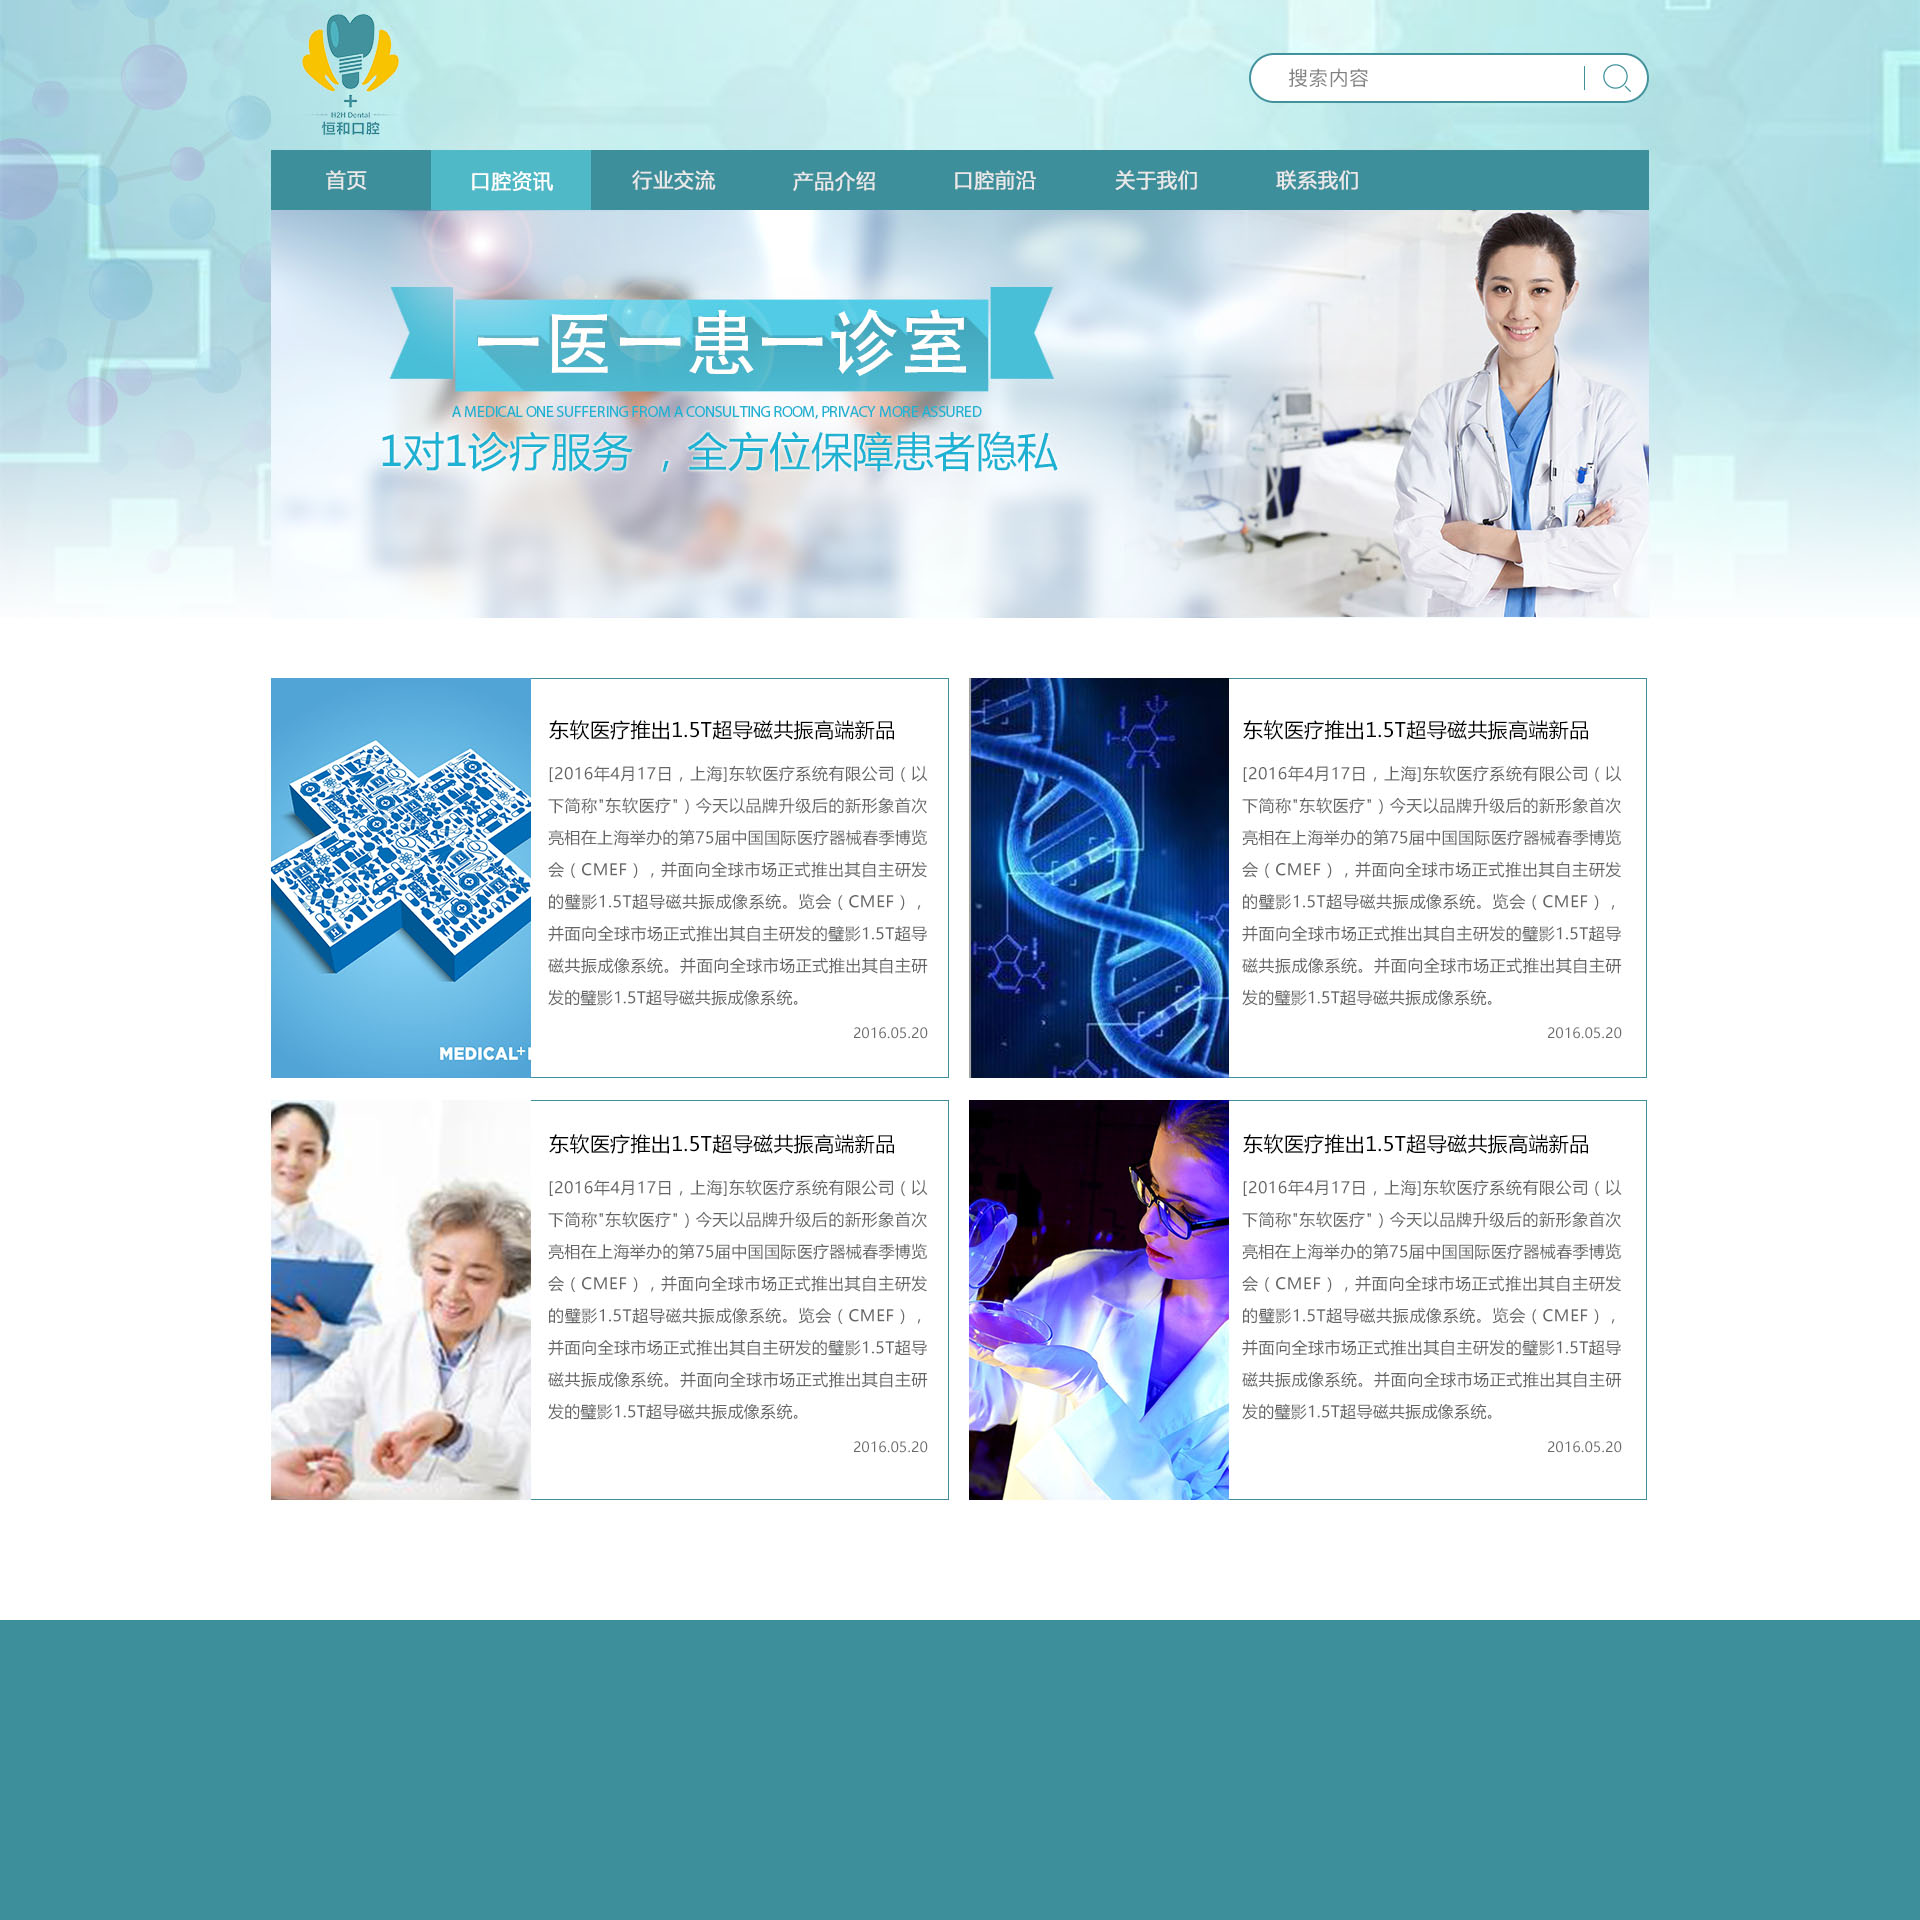 H2H Dental
恒和口腔
搜索内容
首页
口腔资讯
行业交流
产品介绍
口腔前沿
关于我们
联系我们
一医一患一诊室
A MEDICAL ONE SUFFERING FROM A CONSULTING ROOM, PRIVACY MORE ASSURED
1对1诊疗服务 ，全方位保障患者隐私
MEDICAL+
东软医疗推出1.5T超导磁共振高端新品
[2016年4月17日，上海]东软医疗系统有限公司（以
下简称"东软医疗"）今天以品牌升级后的新形象首次
亮相在上海举办的第75届中国国际医疗器械春季博览
会（CMEF），并面向全球市场正式推出其自主研发
的璧影1.5T超导磁共振成像系统。览会（CMEF），
并面向全球市场正式推出其自主研发的璧影1.5T超导
磁共振成像系统。并面向全球市场正式推出其自主研
发的璧影1.5T超导磁共振成像系统。
2016.05.20
东软医疗推出1.5T超导磁共振高端新品
[2016年4月17日，上海]东软医疗系统有限公司（以
下简称"东软医疗"）今天以品牌升级后的新形象首次
亮相在上海举办的第75届中国国际医疗器械春季博览
会（CMEF），并面向全球市场正式推出其自主研发
的璧影1.5T超导磁共振成像系统。览会（CMEF），
并面向全球市场正式推出其自主研发的璧影1.5T超导
磁共振成像系统。并面向全球市场正式推出其自主研
发的璧影1.5T超导磁共振成像系统。
2016.05.20
东软医疗推出1.5T超导磁共振高端新品
[2016年4月17日，上海]东软医疗系统有限公司（以
下简称"东软医疗"）今天以品牌升级后的新形象首次
亮相在上海举办的第75届中国国际医疗器械春季博览
会（CMEF），并面向全球市场正式推出其自主研发
的璧影1.5T超导磁共振成像系统。览会（CMEF），
并面向全球市场正式推出其自主研发的璧影1.5T超导
磁共振成像系统。并面向全球市场正式推出其自主研
发的璧影1.5T超导磁共振成像系统。
2016.05.20
东软医疗推出1.5T超导磁共振高端新品
[2016年4月17日，上海]东软医疗系统有限公司（以
下简称"东软医疗"）今天以品牌升级后的新形象首次
亮相在上海举办的第75届中国国际医疗器械春季博览
会（CMEF），并面向全球市场正式推出其自主研发
的璧影1.5T超导磁共振成像系统。览会（CMEF），
并面向全球市场正式推出其自主研发的璧影1.5T超导
磁共振成像系统。并面向全球市场正式推出其自主研
发的璧影1.5T超导磁共振成像系统。
2016.05.20